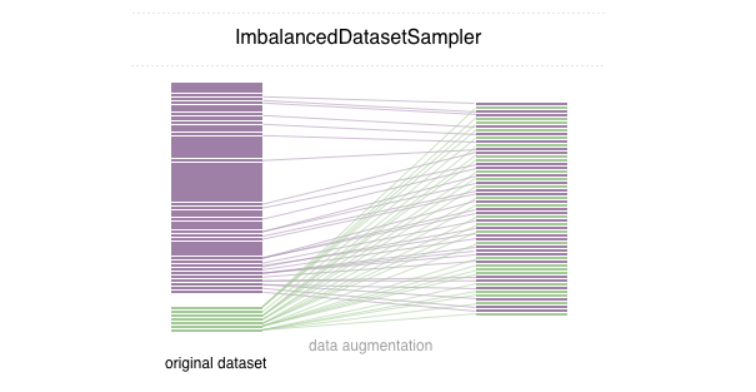 ImbalancedDatasetSampler
data augmentation
original dataset